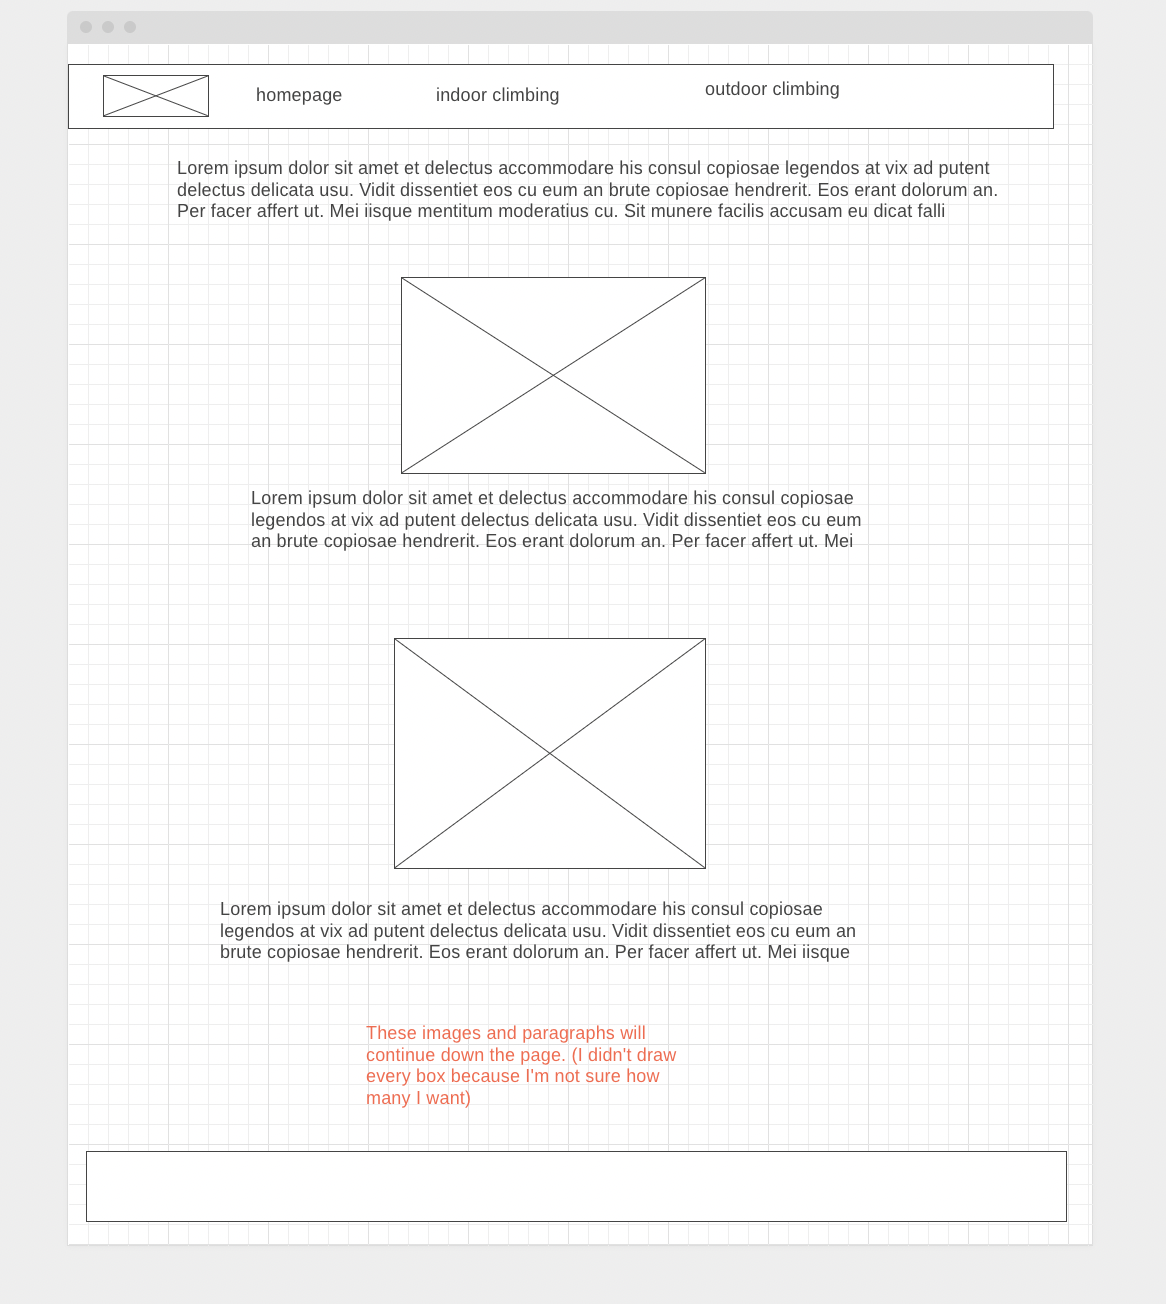 homepage
indoor climbing
outdoor climbing
Lorem ipsum dolor sit amet et delectus accommodare his consul copiosae legendos at vix ad putent
delectus delicata usu. Vidit dissentiet eos cu eum an brute copiosae hendrerit. Eos erant dolorum an.
Per facer affert ut. Mei iisque mentitum moderatius cu. Sit munere facilis accusam eu dicat falli
Lorem ipsum dolor sit amet et delectus accommodare his consul copiosae
legendos at vix ad putent delectus delicata usu. Vidit dissentiet eos cu eum
an brute copiosae hendrerit. Eos erant dolorum an. Per facer affert ut. Mei
Lorem ipsum dolor sit amet et delectus accommodare his consul copiosae
legendos at vix ad putent delectus delicata usu. Vidit dissentiet eos cu eum an
brute copiosae hendrerit. Eos erant dolorum an. Per facer affert ut. Mei iisque
These images and paragraphs will
continue down the page. (I didn't draw
every box because I'm not sure how
many I want)